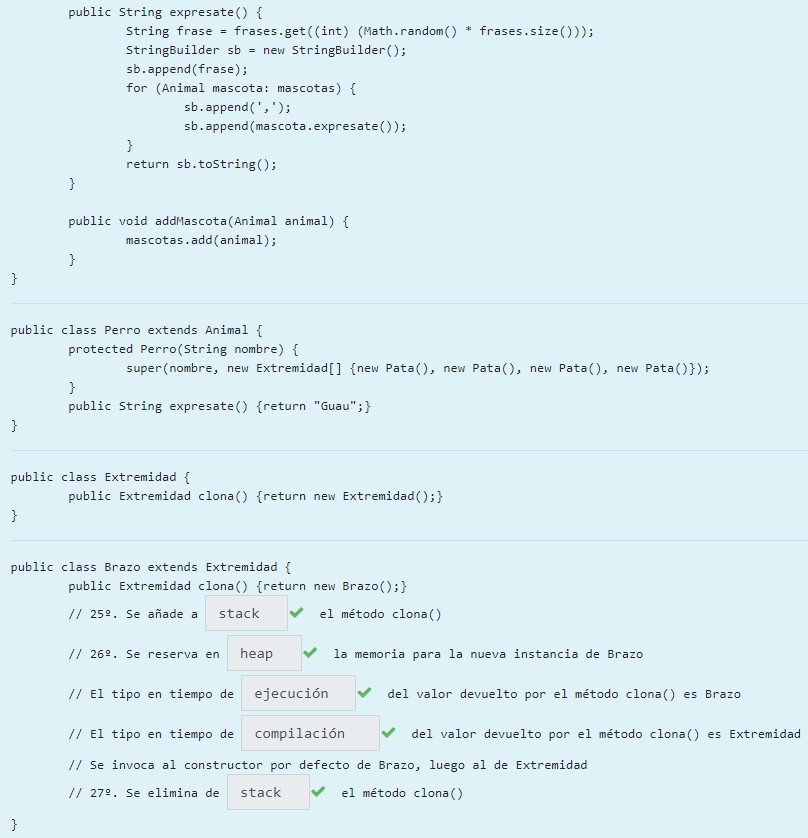 public String expresate() {
String frase = frases.get((int) (Math.random() * frases.size()));
StringBuilder sb = new StringBuilder();
sb.append(frase);
for (Animal mascota: mascotas) {
sb.append(',');
sb.append(mascota.expresate());
}
return sb.toString();
}
public void addMascota(Animal animal) {
mascotas.add(animal);
}
}
public class Perro extends Animal {
protected Perro(String nombre) {
super(nombre, new Extremidad[] {new Pata(), new Pata(), new Pata(), new Pata()});
}
public String expresate() {return "Guau";}
}
public class Extremidad {
public Extremidad clona() {return new Extremidad();}
}
public class Brazo extends Extremidad {
public Extremidad clona() {return new Brazo();}
// 25º. Se añade a stack el método clona()
// 26º. Se reserva en heap la memoria para la nueva instancia de Brazo
// El tipo en tiempo de ejecución del valor devuelto por el método clona() es Brazo
// El tipo en tiempo de compilación del valor devuelto por el método clona() es Extremidad
// Se invoca al constructor por defecto de Brazo, luego al de Extremidad
// 27º. Se elimina de stack el método clona()
}